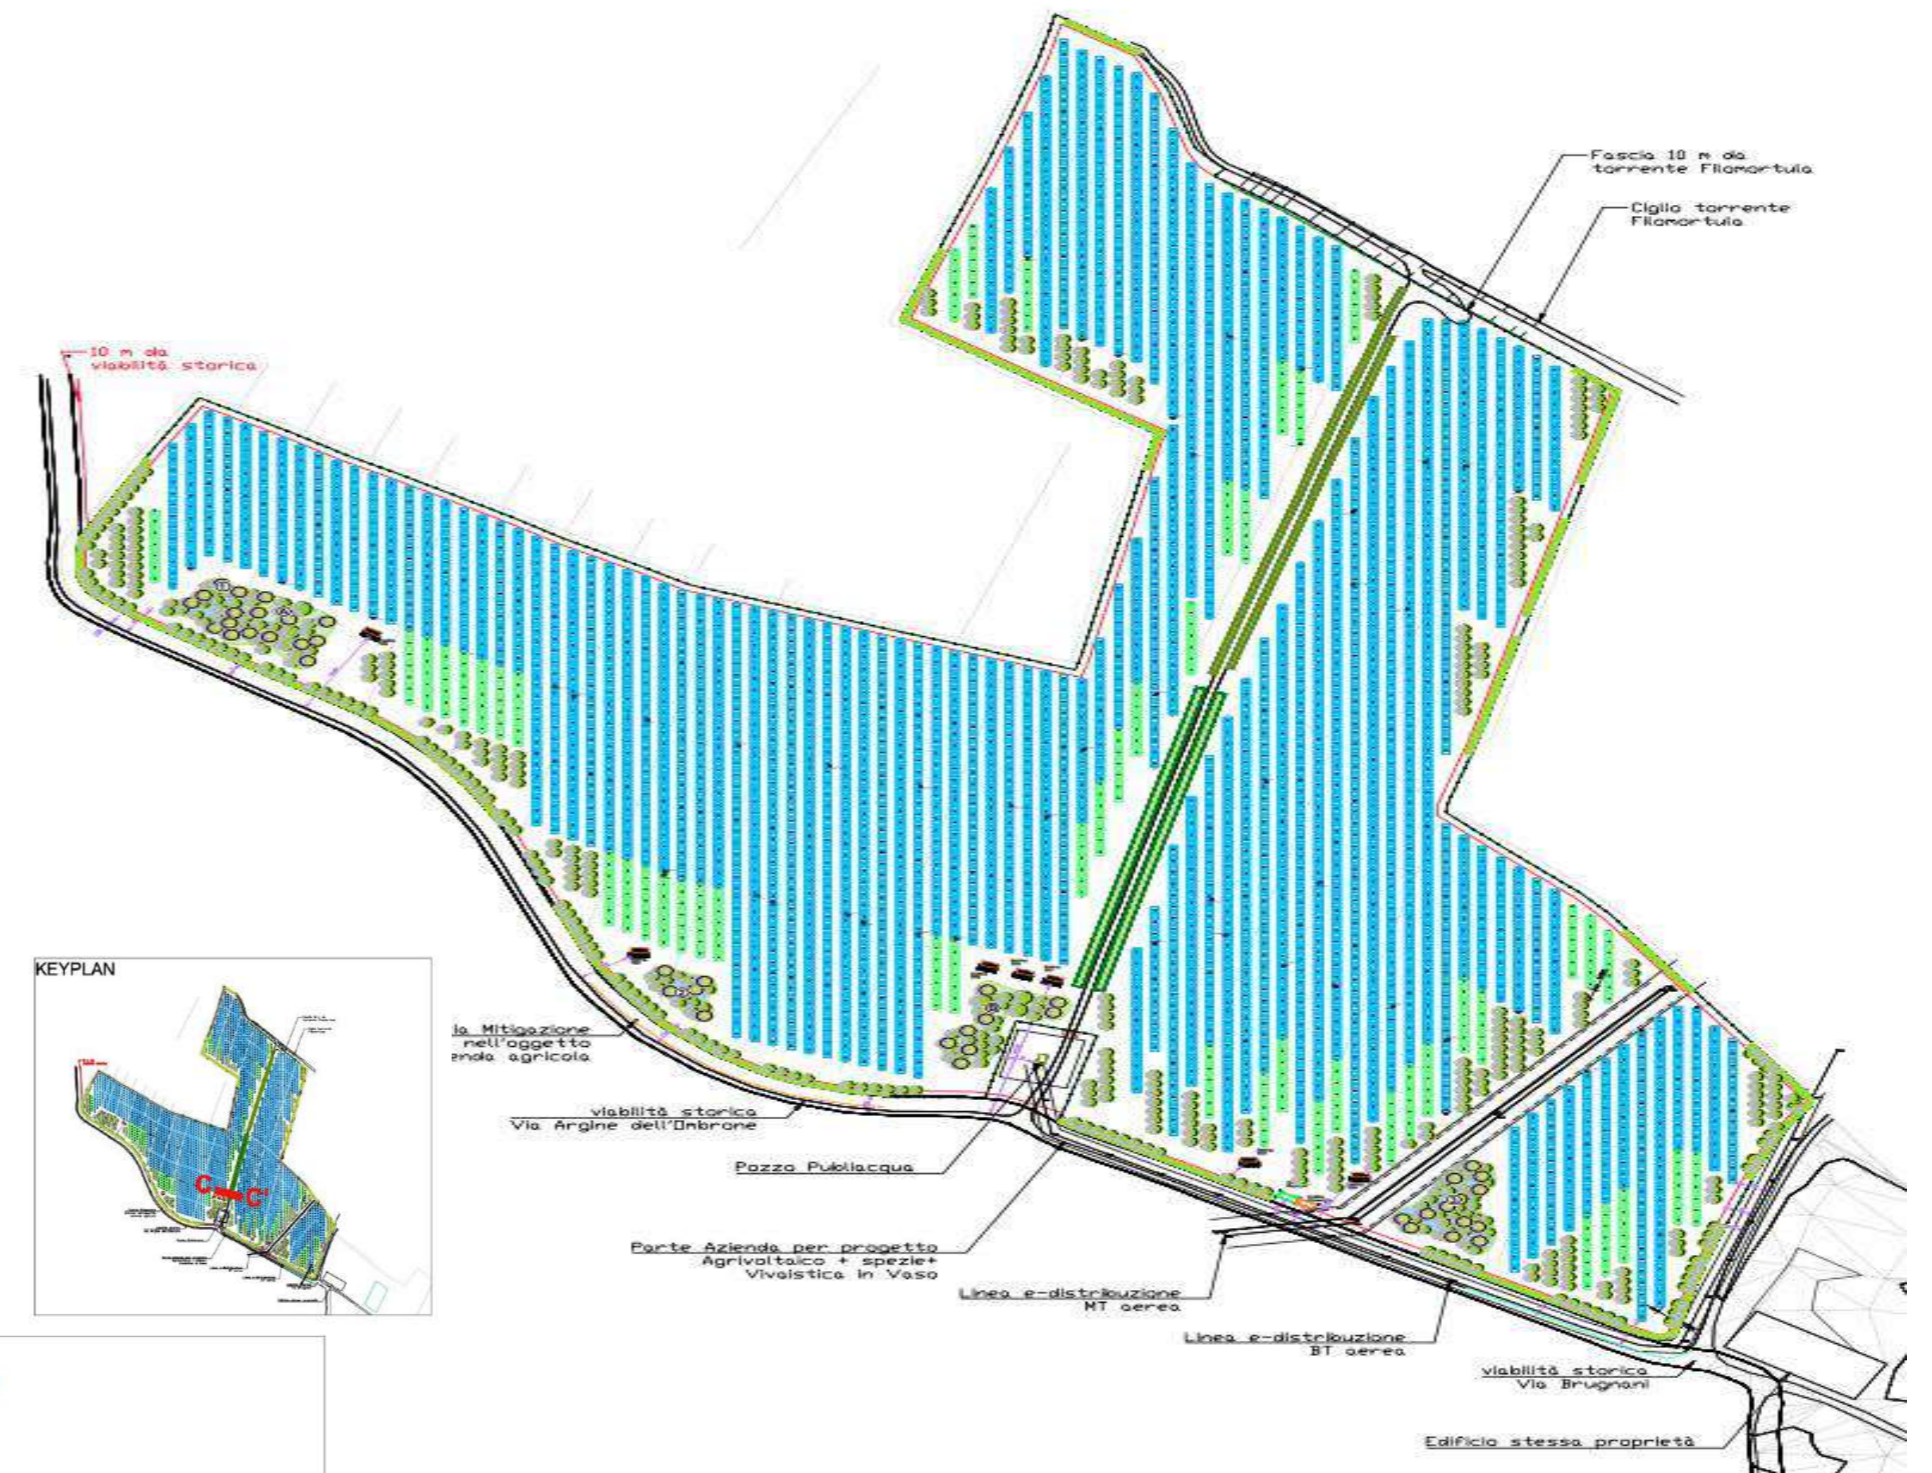 Fascia 10 m da
torrente Filamortula
Ciglio torrente
Filamortula
10 m da
viabilità storica
KEYPLAN
C C'
ia Mitigazione
nell'oggetto
enda agricola
viabilità storica
Via Argine dell'Ombrone
Pozzo Publiacqua
Parte Azienda per progetto
Agrivoltaico + spezie+
Vivaistica in Vaso
Linea e-distribuzione
MT aerea
Linea e-distribuzione
BT aerea
viabilità storica
Via Brugnani
Edificio stessa proprietà